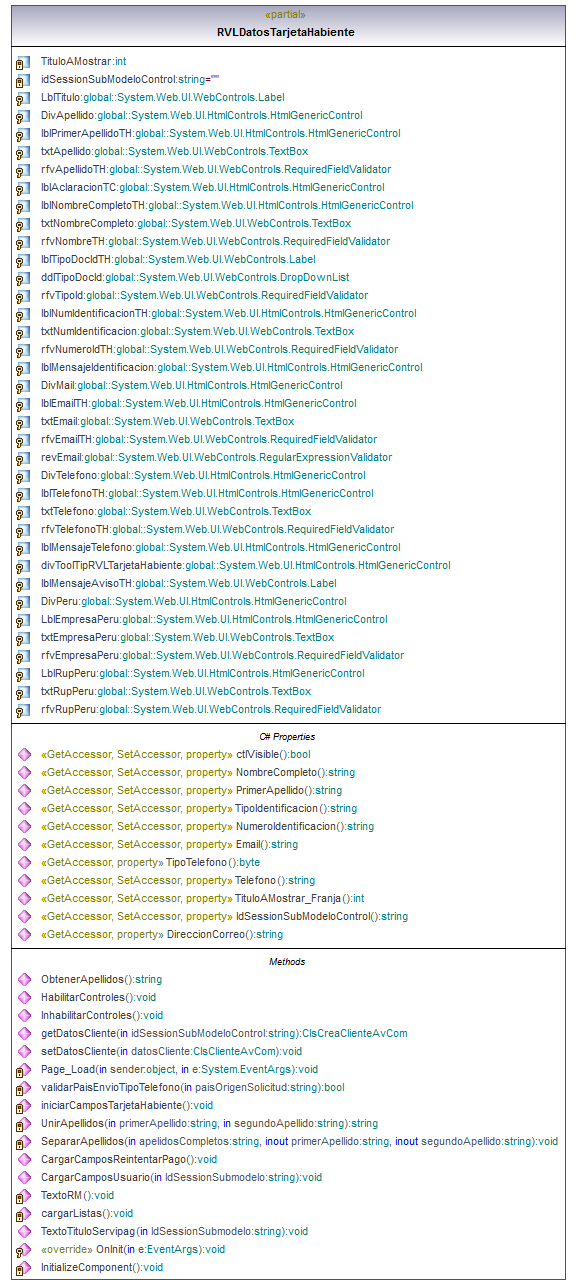 «partial»
RVLDatosTarjetaHabiente
TituloAMostrar:int
idSessionSubModeloControl:string=""
LblTitulo:global::System.Web.UI.WebControls.Label
DivApellido:global::System.Web.UI.HtmlControls.HtmlGenericControl
lblPrimerApellidoTH:global::System.Web.UI.HtmlControls.HtmlGenericControl
txtApellido:global::System.Web.UI.WebControls.TextBox
rfvApellidoTH:global::System.Web.UI.WebControls.RequiredFieldValidator
lblAclaracionTC:global::System.Web.UI.HtmlControls.HtmlGenericControl
lblNombreCompletoTH:global::System.Web.UI.HtmlControls.HtmlGenericControl
txtNombreCompleto:global::System.Web.UI.WebControls.TextBox
rfvNombreTH:global::System.Web.UI.WebControls.RequiredFieldValidator
lblTipoDocIdTH:global::System.Web.UI.WebControls.Label
ddlTipoDocId:global::System.Web.UI.WebControls.DropDownList
rfvTipoId:global::System.Web.UI.WebControls.RequiredFieldValidator
lblNumIdentificacionTH:global::System.Web.UI.HtmlControls.HtmlGenericControl
txtNumIdentificacion:global::System.Web.UI.WebControls.TextBox
rfvNumeroIdTH:global::System.Web.UI.WebControls.RequiredFieldValidator
lblMensajeIdentificacion:global::System.Web.UI.HtmlControls.HtmlGenericControl
DivMail:global::System.Web.UI.HtmlControls.HtmlGenericControl
lblEmailTH:global::System.Web.UI.HtmlControls.HtmlGenericControl
txtEmail:global::System.Web.UI.WebControls.TextBox
rfvEmailTH:global::System.Web.UI.WebControls.RequiredFieldValidator
revEmail:global::System.Web.UI.WebControls.RegularExpressionValidator
DivTelefono:global::System.Web.UI.HtmlControls.HtmlGenericControl
lblTelefonoTH:global::System.Web.UI.HtmlControls.HtmlGenericControl
txtTelefono:global::System.Web.UI.WebControls.TextBox
rfvTelefonoTH:global::System.Web.UI.WebControls.RequiredFieldValidator
lblMensajeTelefono:global::System.Web.UI.HtmlControls.HtmlGenericControl
divToolTipRVLTarjetaHabiente:global::System.Web.UI.HtmlControls.HtmlGenericControl
lblMensajeAvisoTH:global::System.Web.UI.WebControls.Label
DivPeru:global::System.Web.UI.HtmlControls.HtmlGenericControl
LblEmpresaPeru:global::System.Web.UI.HtmlControls.HtmlGenericControl
txtEmpresaPeru:global::System.Web.UI.WebControls.TextBox
rfvEmpresaPeru:global::System.Web.UI.WebControls.RequiredFieldValidator
LblRupPeru:global::System.Web.UI.HtmlControls.HtmlGenericControl
txtRupPeru:global::System.Web.UI.WebControls.TextBox
rfvRupPeru:global::System.Web.UI.WebControls.RequiredFieldValidator
C# Properties
«GetAccessor, SetAccessor, property» ctlVisible():bool
«GetAccessor, SetAccessor, property» NombreCompleto():string
«GetAccessor, SetAccessor, property» PrimerApellido():string
«GetAccessor, SetAccessor, property» TipoIdentificacion():string
«GetAccessor, SetAccessor, property» NumeroIdentificacion():string
«GetAccessor, SetAccessor, property» Email():string
«GetAccessor, property» TipoTelefono():byte
«GetAccessor, SetAccessor, property» Telefono():string
«GetAccessor, SetAccessor, property» TituloAMostrar_Franja():int
«GetAccessor, SetAccessor, property» IdSessionSubModeloControl():string
«GetAccessor, property» DireccionCorreo():string
Methods
ObtenerApellidos():string
HabilitarControles():void
InhabilitarControles():void
getDatosCliente(in idSessionSubModeloControl:string):ClsCreaClienteAvCom
setDatosCliente(in datosCliente:ClsClienteAvCom):void
Page_Load(in sender:object, in e:System.EventArgs):void
validarPaisEnvioTipoTelefono(in paisOrigenSolicitud:string):bool
iniciarCamposTarjetaHabiente():void
UnirApellidos(in primerApellido:string, in segundoApellido:string):string
SepararApellidos(in apelidosCompletos:string, inout primerApellido:string, inout segundoApellido:string):void
CargarCamposReintentarPago():void
CargarCamposUsuario(in IdSessionSubmodelo:string):void
TextoRM():void
cargarListas():void
TextoTituloServipag(in IdSessionSubmodelo:string):void
«override» OnInit(in e:EventArgs):void
InitializeComponent():void